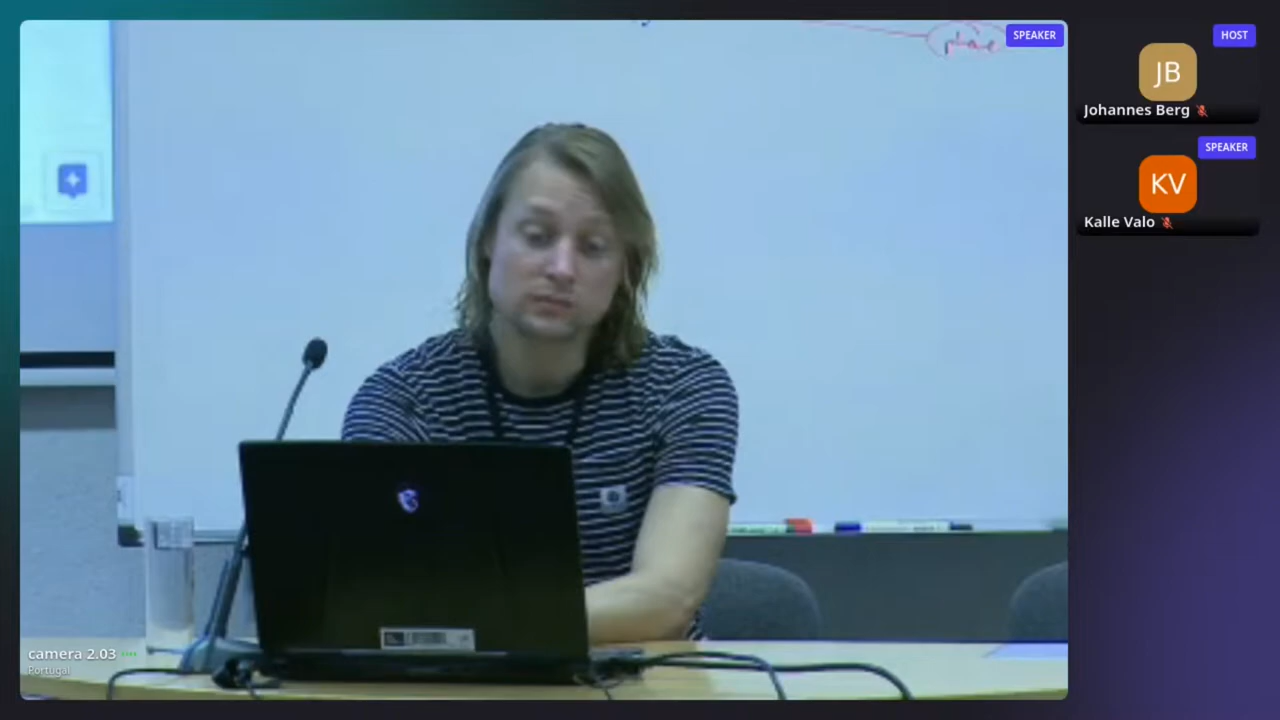 SPEAKER
HOST
JB
Johannes Berg
SPEAKER
KV
Kalle Valo
camera 2.03
Portugal